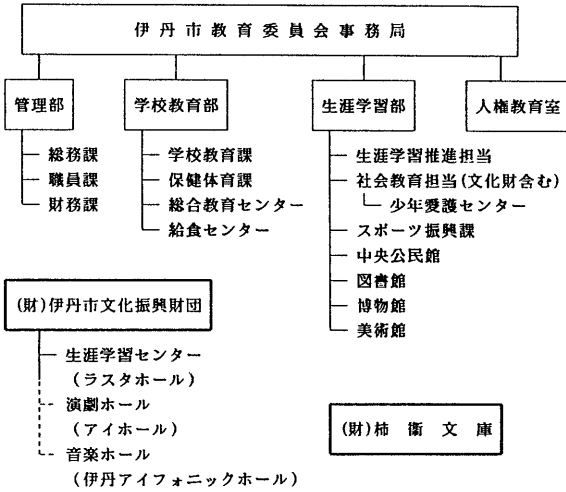 伊丹市教育委員会事務局
管理部
総務課
職員課
財務課
学校教育部
学校教育課
保健体育課
総合教育センター
給食センター
生涯学習部
生涯学習推進担当
社会教育担当(文化財含む)
少年愛護センター
スポーツ振興課
中央公民館
図書館
博物館
美術館
人権教育室
(財)伊丹市文化振興財団
生涯学習センター
(ラスタホール)
演劇ホール
(アイホール)
音楽ホール
(伊丹アイフォニックホール)
(財)柿衞文庫